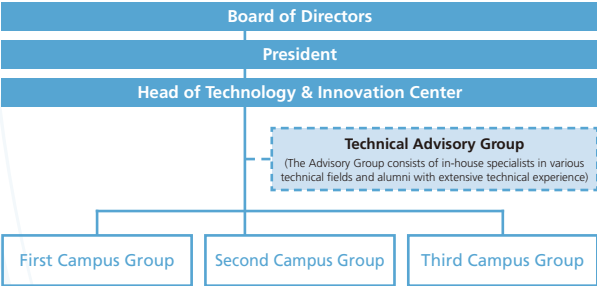 Board of Directors
President
Head of Technology & Innovation Center
Technical Advisory Group
(The Advisory Group consists of in-house specialists in various
technical fields and alumni with extensive technical experience)
First Campus Group
Second Campus Group
Third Campus Group